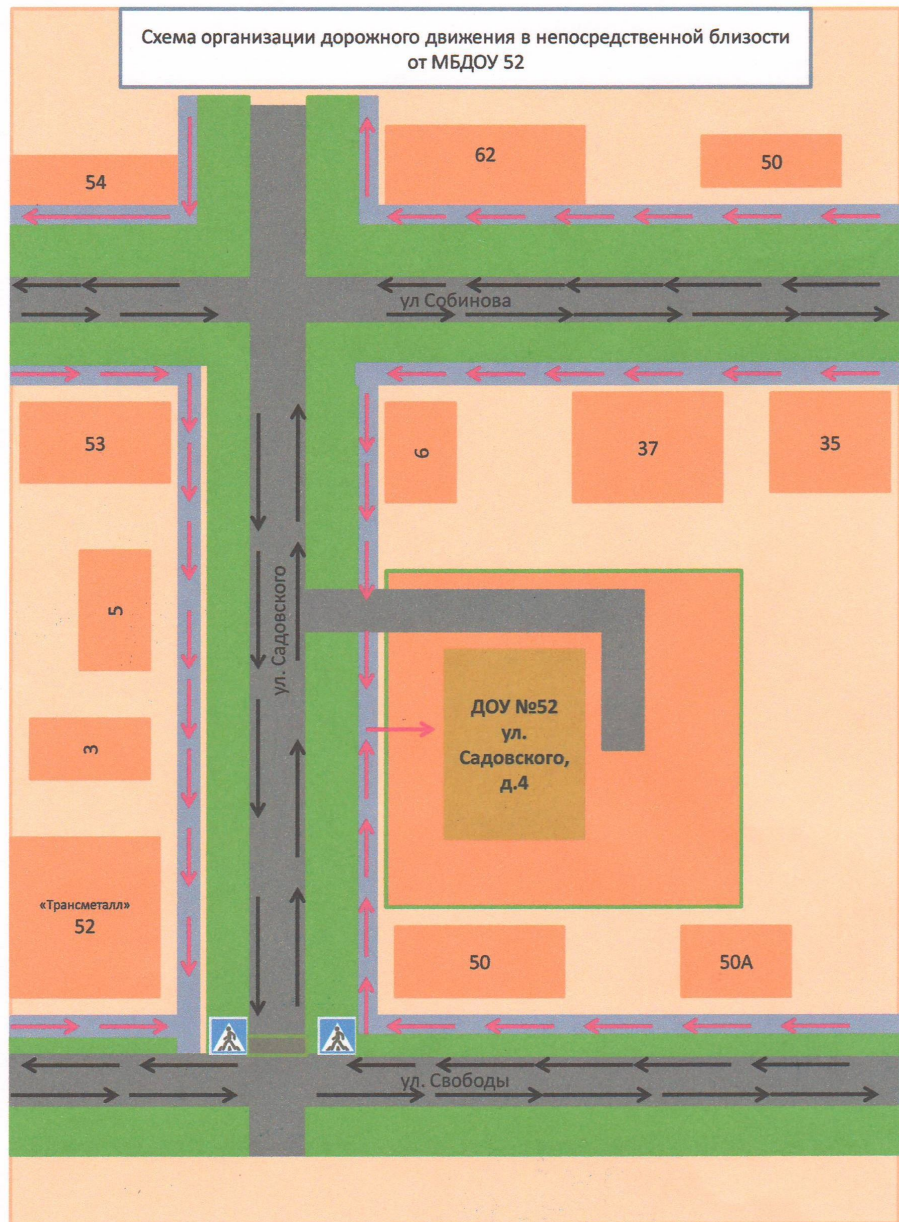 Схема организации дорожного движения в непосредственной близости
от МБДОУ 52
62
50
54
ул Собинова
53
6
37
35
5
ул. Садовского
3
ДОУ №52
ул.
Садовского,
д.4
«Трансметалл»
52
50
50А
ул. Свободы